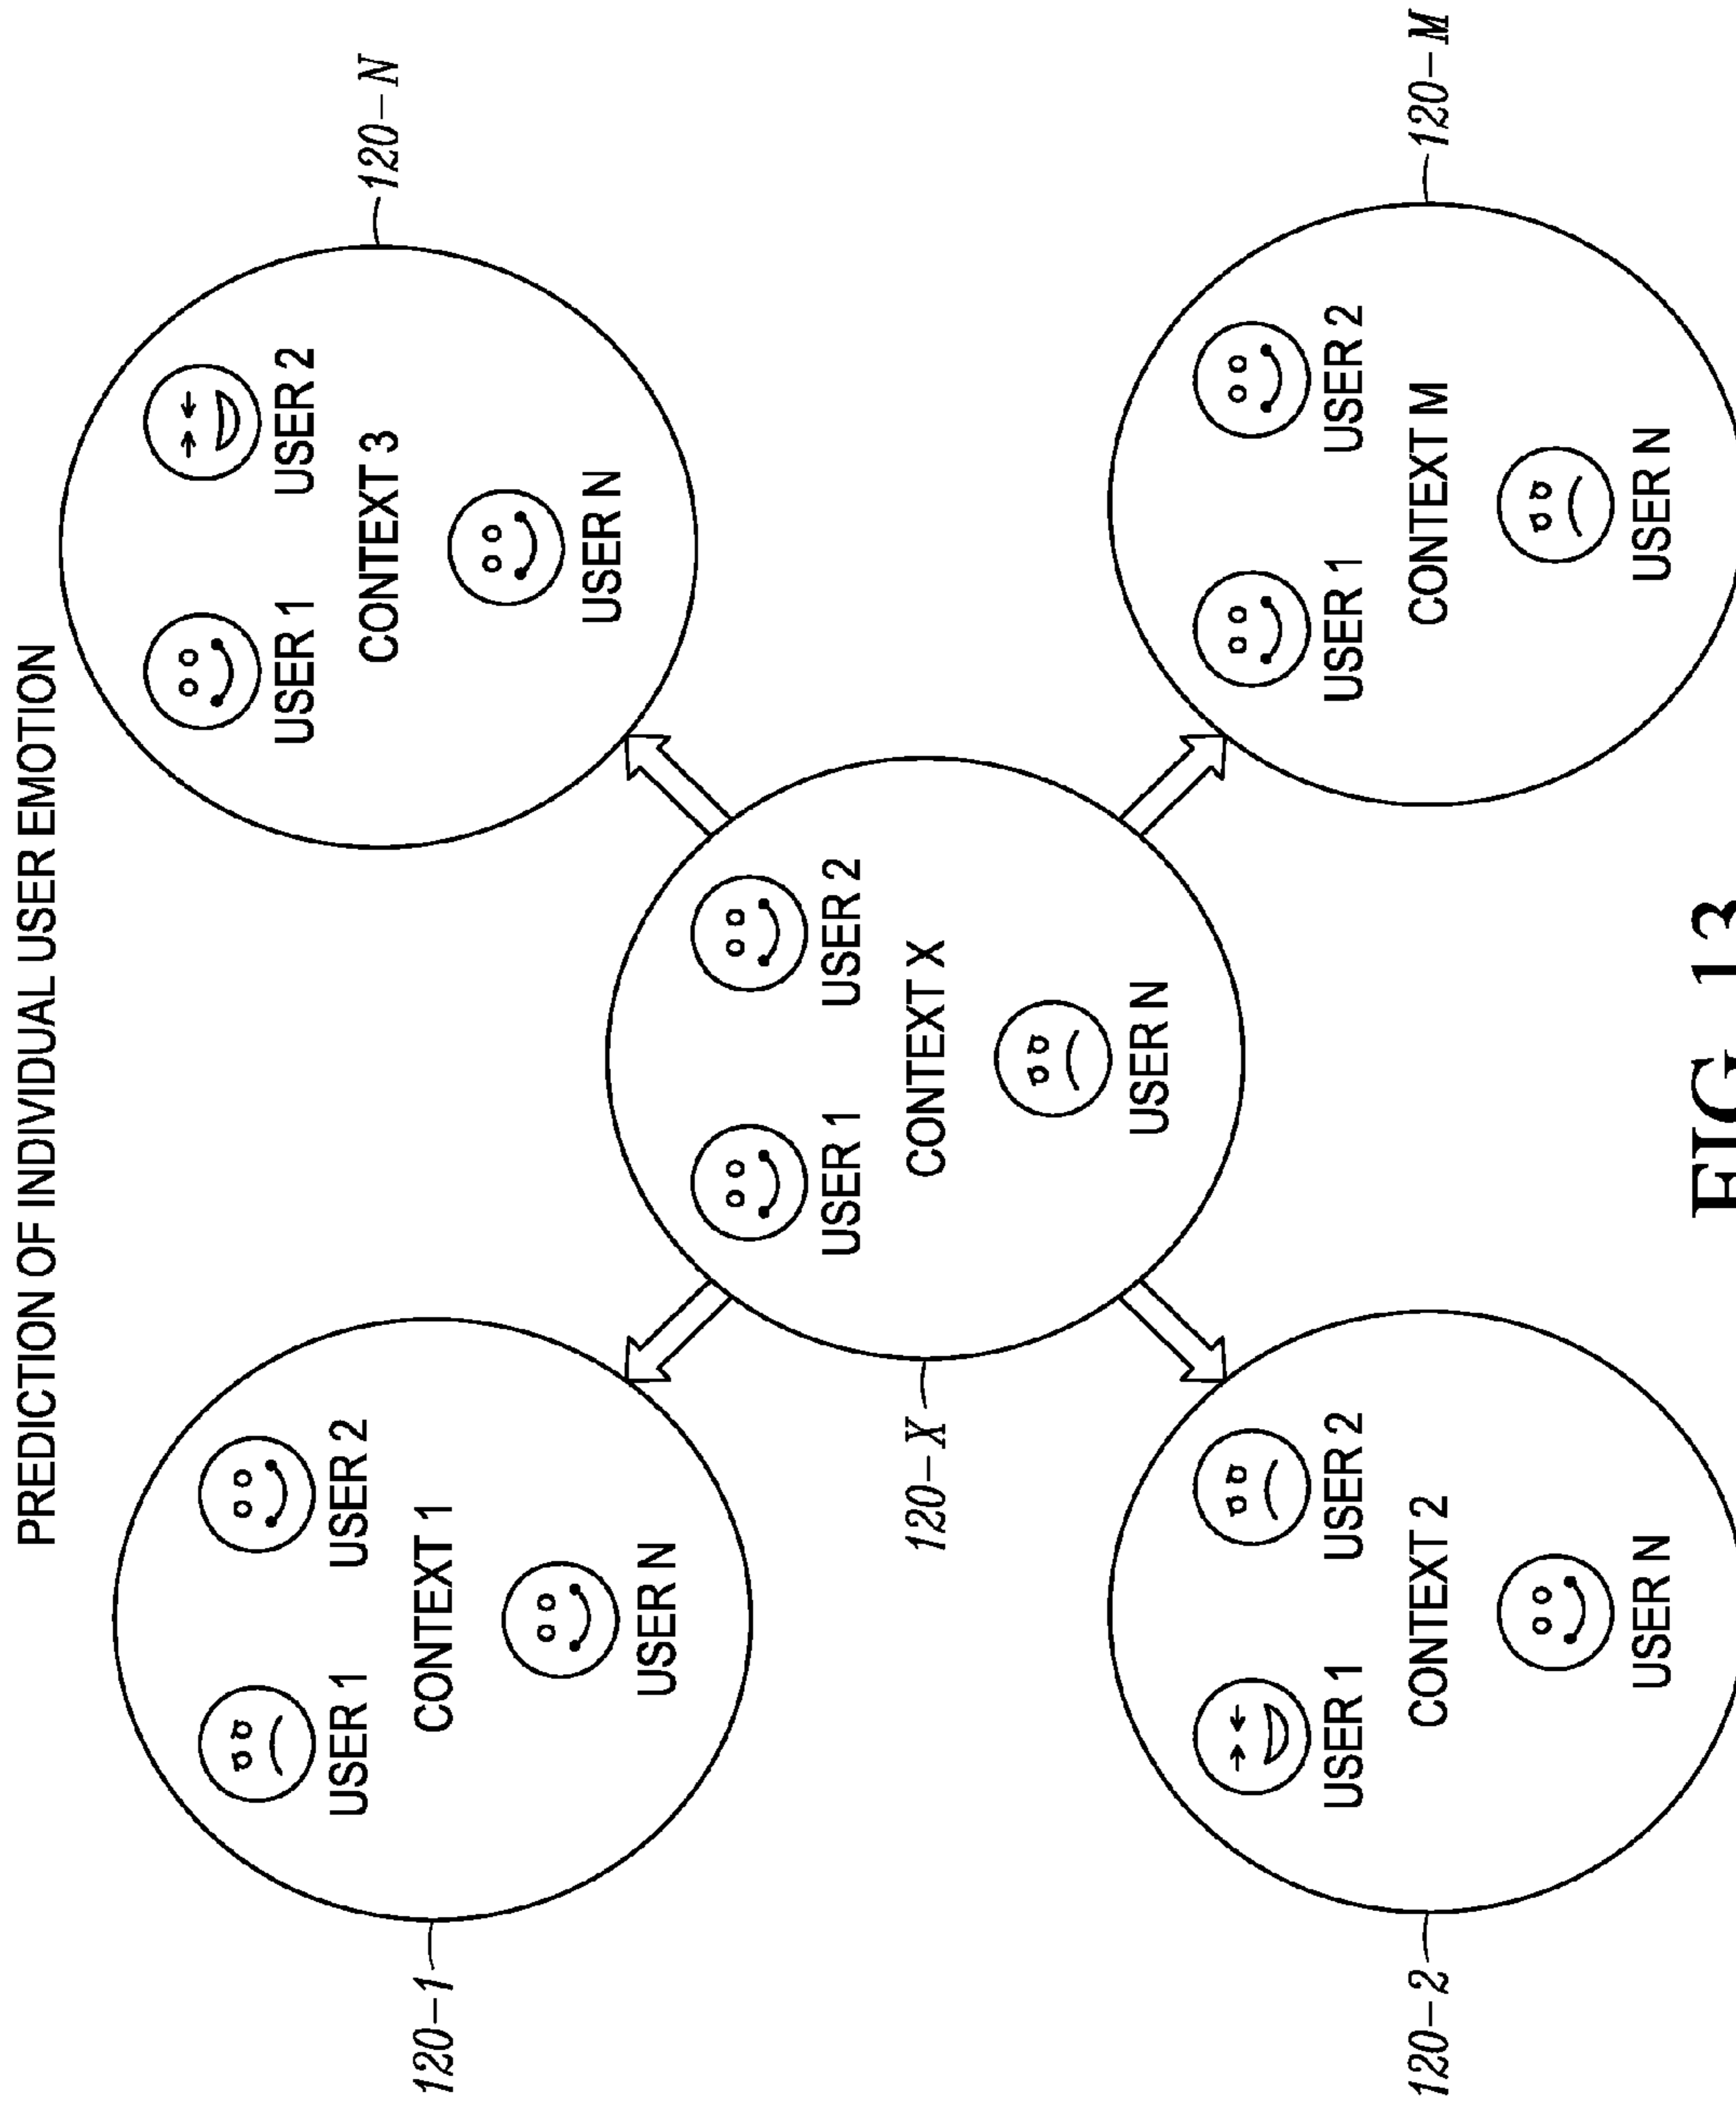 PREDICTION OF INDIVIDUAL USER EMOTION
USER 1
USER 2
CONTEXT 1
USER N
120-1
USER 1
USER 2
CONTEXT 3
USER N
120-N
USER 1
USER 2
CONTEXT X
USER N
120-X
USER 1
USER 2
CONTEXT 2
USER N
120-2
USER 1
USER 2
CONTEXT M
USER N
120-M
FIG. 13